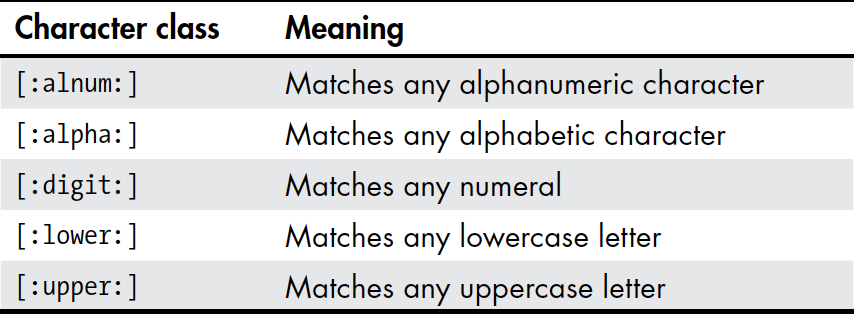 Character class Meaning
[:alnum:] Matches any alphanumeric character
[:alpha:] Matches any alphabetic character
[:digit:] Matches any numeral
[:lower:] Matches any lowercase letter
[:upper:] Matches any uppercase letter